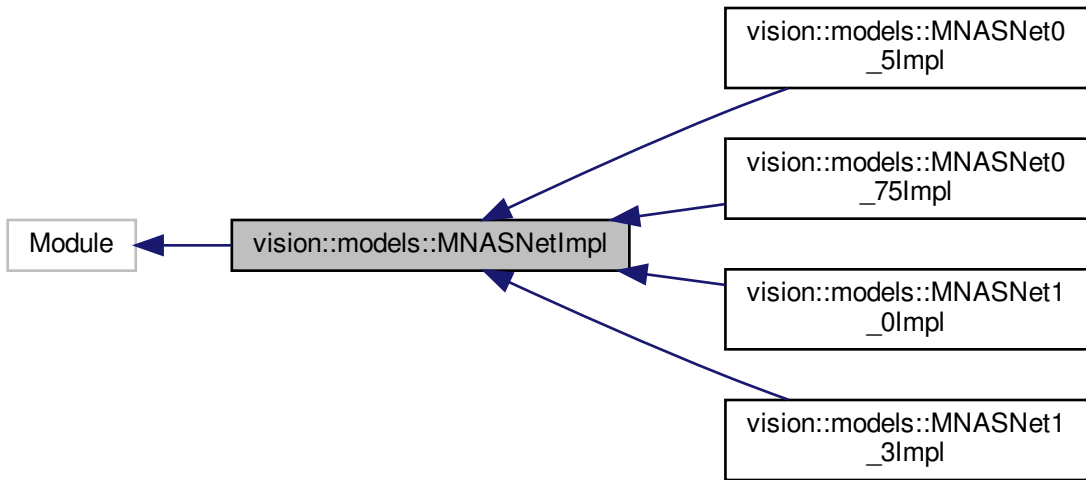 Module
vision::models::MNASNetImpl
vision::models::MNASNet0
_5Impl
vision::models::MNASNet0
_75Impl
vision::models::MNASNet1
_0Impl
vision::models::MNASNet1
_3Impl